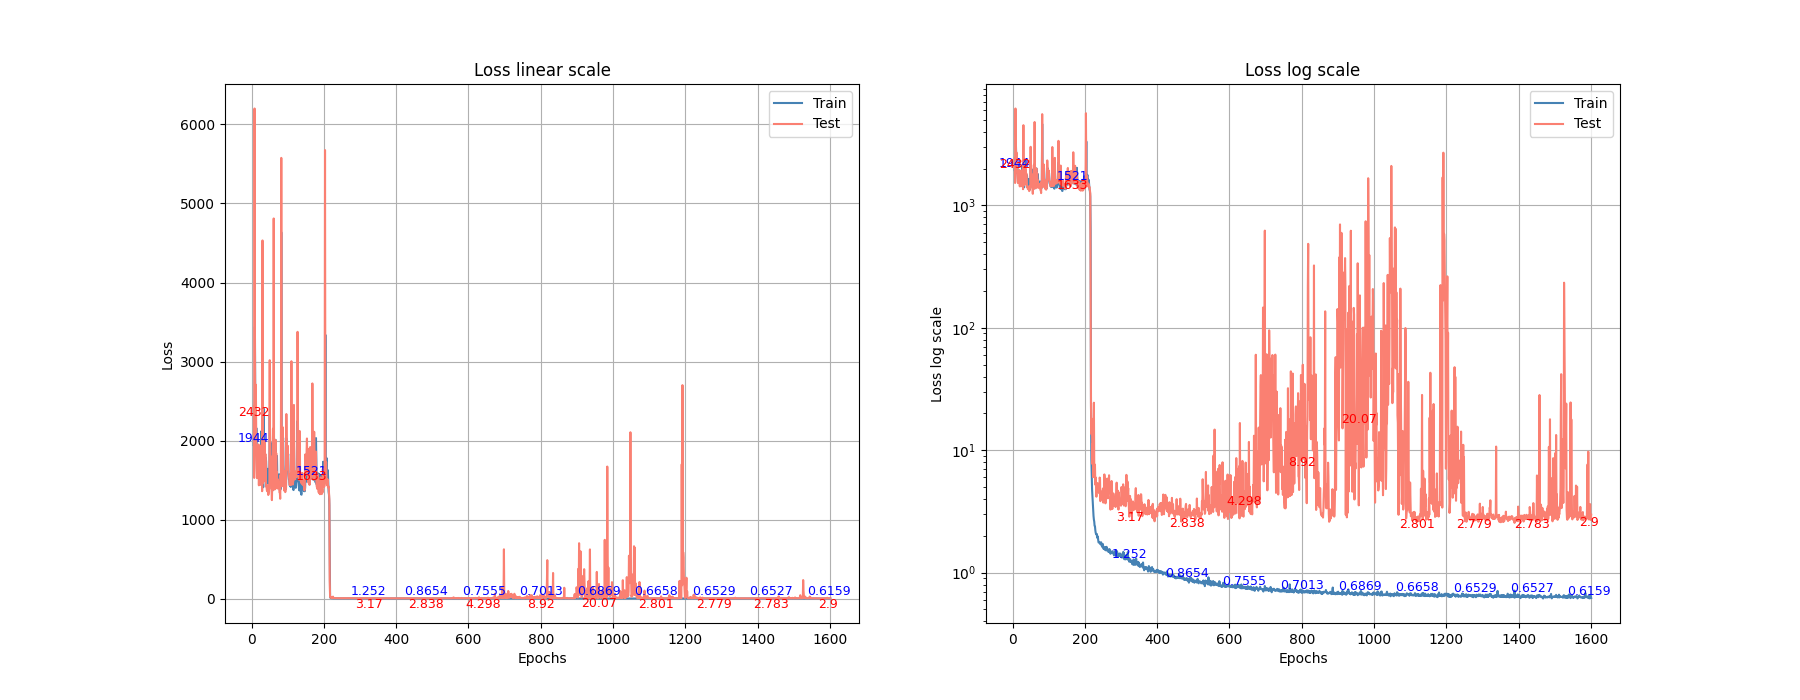 Loss linear scale
Loss
6000
5000
4000
3000
2000
1000
0
Train
Test
2432
1944
1521
1633
1.252 0.8654 0.7555 0.7013 0.6869 0.6658 0.6529 0.6527 0.6159
3.17 2.838 4.298 8.92 20.07 2.801 2.779 2.783 2.9
0 200 400 600 800 1000 1200 1400 1600
Epochs
Loss log scale
Loss log scale
10³
10²
10¹
10⁰
Train
Test
1944
2432
1521
1633
20.07
8.92
4.298
3.17 2.838 2.801 2.779 2.783 2.9
1.252
0.8654 0.7555 0.7013 0.6869 0.6658 0.6529 0.6527 0.6159
0 200 400 600 800 1000 1200 1400 1600
Epochs